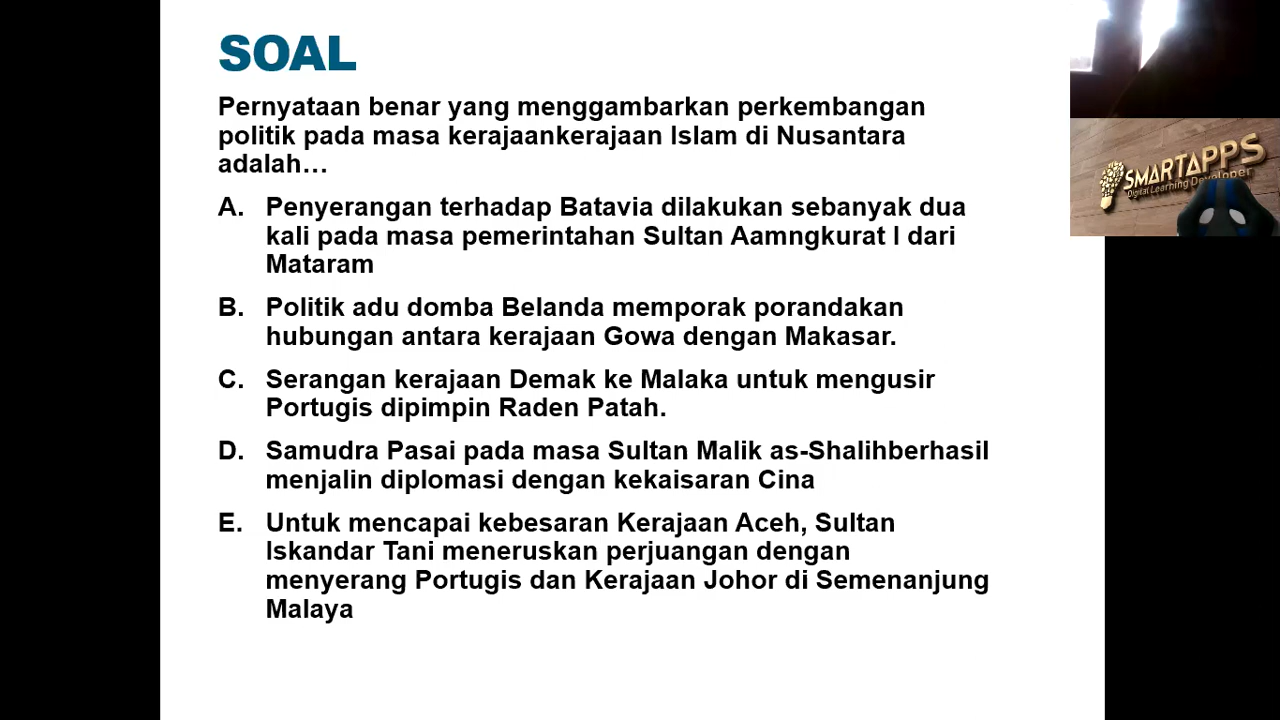 SOAL
Pernyataan benar yang menggambarkan perkembangan
politik pada masa kerajaankerajaan Islam di Nusantara
adalah…
A. Penyerangan terhadap Batavia dilakukan sebanyak dua
kali pada masa pemerintahan Sultan Aamngkurat I dari
Mataram
B. Politik adu domba Belanda memporak porandakan
hubungan antara kerajaan Gowa dengan Makasar.
C. Serangan kerajaan Demak ke Malaka untuk mengusir
Portugis dipimpin Raden Patah.
D. Samudra Pasai pada masa Sultan Malik as-Shalihberhasil
menjalin diplomasi dengan kekaisaran Cina
E. Untuk mencapai kebesaran Kerajaan Aceh, Sultan
Iskandar Tani meneruskan perjuangan dengan
menyerang Portugis dan Kerajaan Johor di Semenanjung
Malaya
SMARTAPPS
Digital Learning Developer